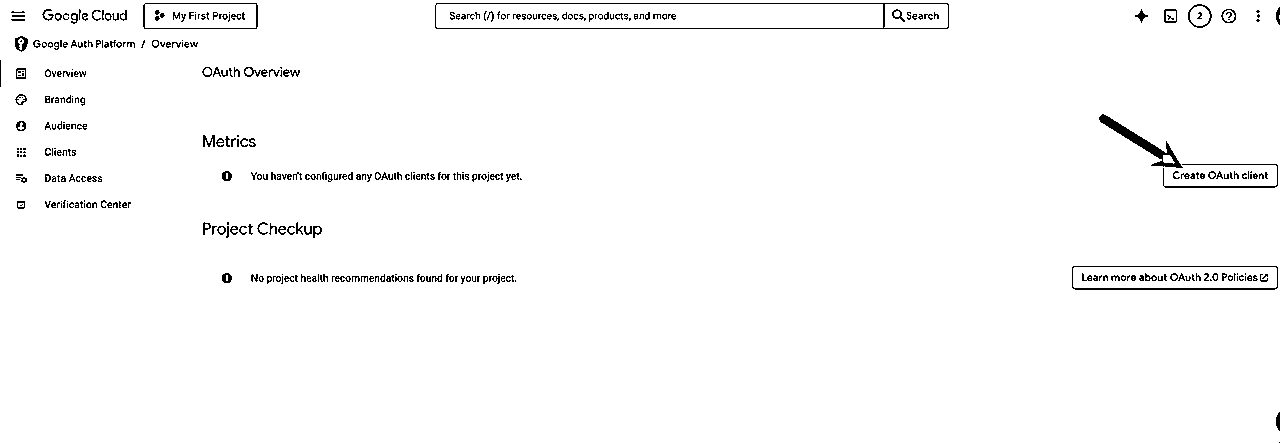 Google Cloud My First Project Search (/) for resources, docs, products, and more Search 2
Google Auth Platform / Overview
Overview
Branding
Audience
Clients
Data Access
Verification Center
OAuth Overview
Metrics
You haven't configured any OAuth clients for this project yet.
Create OAuth client
Project Checkup
No project health recommendations found for your project.
Learn more about OAuth 2.0 Policies